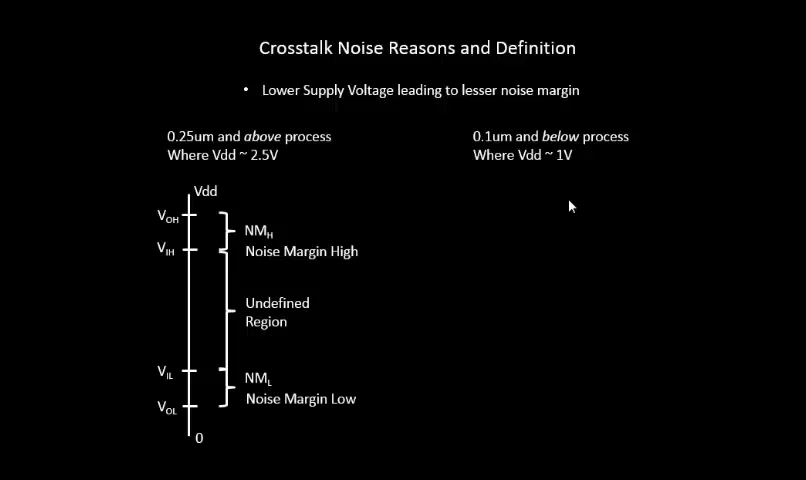 Crosstalk Noise Reasons and Definition
• Lower Supply Voltage leading to lesser noise margin
0.25um and above process
Where Vdd ~ 2.5V
0.1um and below process
Where Vdd ~ 1V
Vdd
VOH
NMH
VIH
Noise Margin High
Undefined
Region
VIL
NML
Noise Margin Low
VOL
0